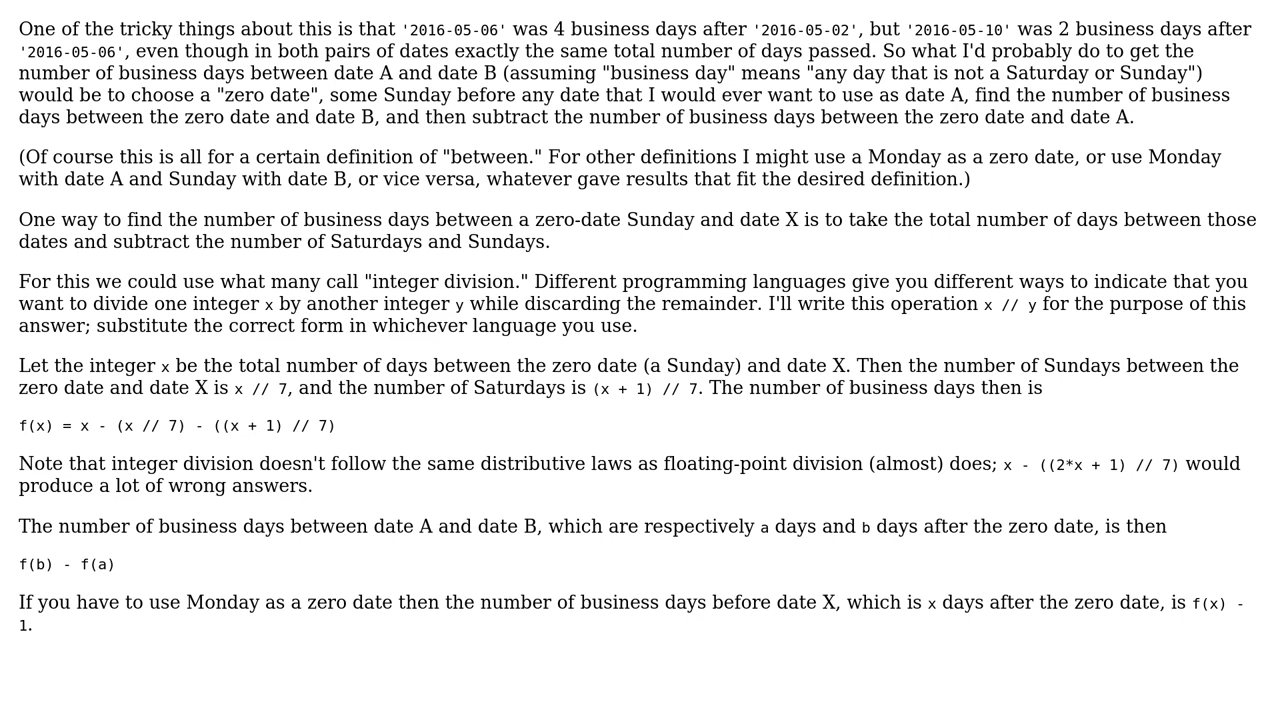 One of the tricky things about this is that '2016-05-06' was 4 business days after '2016-05-02', but '2016-05-10' was 2 business days after
'2016-05-06', even though in both pairs of dates exactly the same total number of days passed. So what I'd probably do to get the
number of business days between date A and date B (assuming "business day" means "any day that is not a Saturday or Sunday")
would be to choose a "zero date", some Sunday before any date that I would ever want to use as date A, find the number of business
days between the zero date and date B, and then subtract the number of business days between the zero date and date A.
(Of course this is all for a certain definition of "between." For other definitions I might use a Monday as a zero date, or use Monday
with date A and Sunday with date B, or vice versa, whatever gave results that fit the desired definition.)
One way to find the number of business days between a zero-date Sunday and date X is to take the total number of days between those
dates and subtract the number of Saturdays and Sundays.
For this we could use what many call "integer division." Different programming languages give you different ways to indicate that you
want to divide one integer x by another integer y while discarding the remainder. I'll write this operation x // y for the purpose of this
answer; substitute the correct form in whichever language you use.
Let the integer x be the total number of days between the zero date (a Sunday) and date X. Then the number of Sundays between the
zero date and date X is x // 7, and the number of Saturdays is (x + 1) // 7. The number of business days then is
f(x) = x - (x // 7) - ((x + 1) // 7)
Note that integer division doesn't follow the same distributive laws as floating-point division (almost) does; x - ((2*x + 1) // 7) would
produce a lot of wrong answers.
The number of business days between date A and date B, which are respectively a days and b days after the zero date, is then
f(b) - f(a)
If you have to use Monday as a zero date then the number of business days before date X, which is x days after the zero date, is f(x) -
1.